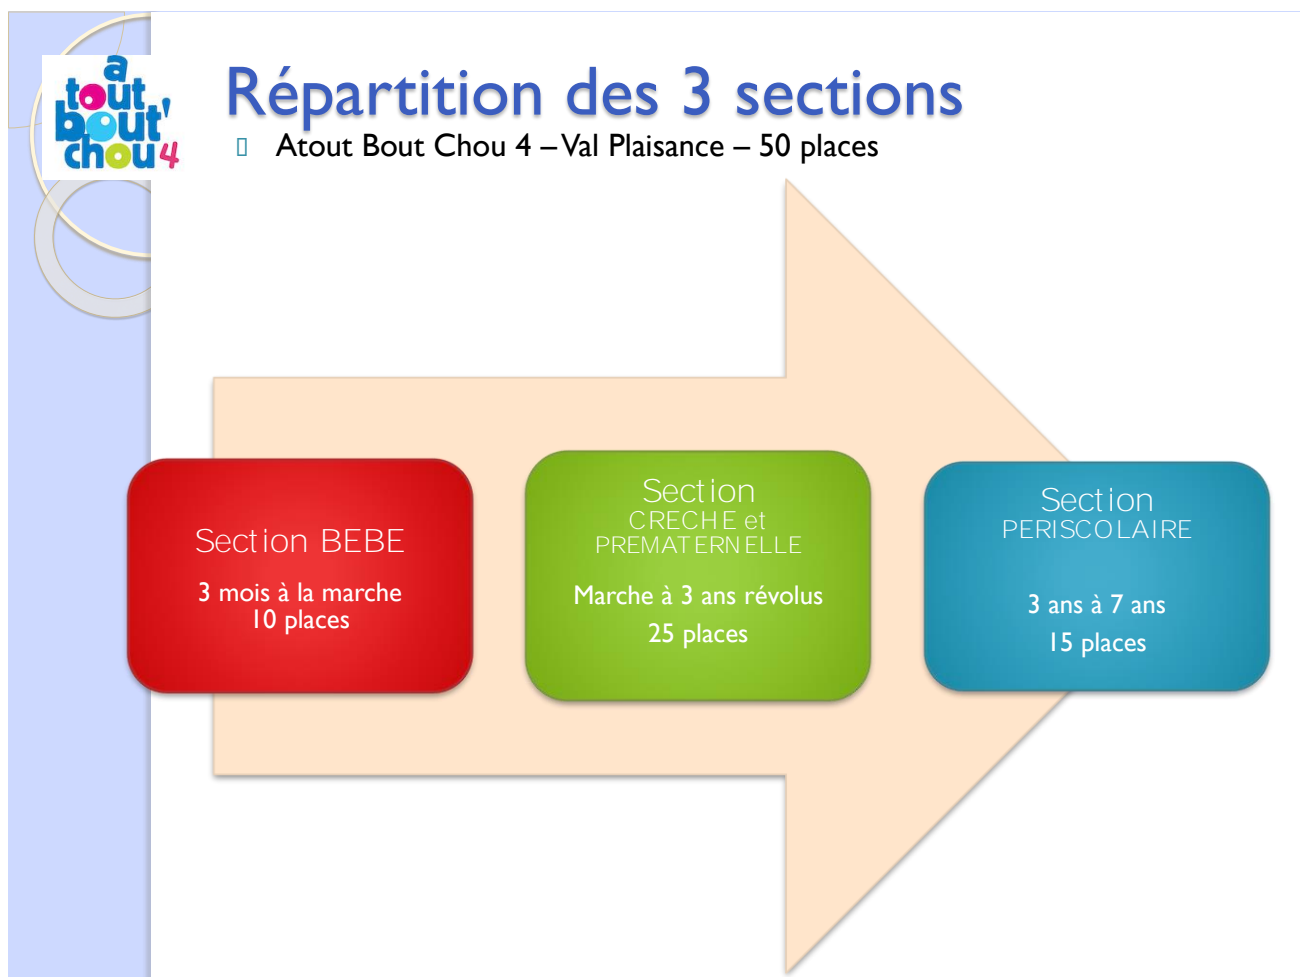 a
tout
bout'
chou 4
Répartition des 3 sections
Atout Bout Chou 4 – Val Plaisance – 50 places
Section BEBE
3 mois à la marche
10 places
Section
CRECHE et
PREMATERNELLE
Marche à 3 ans révolus
25 places
Section
PERISCOLAIRE
3 ans à 7 ans
15 places